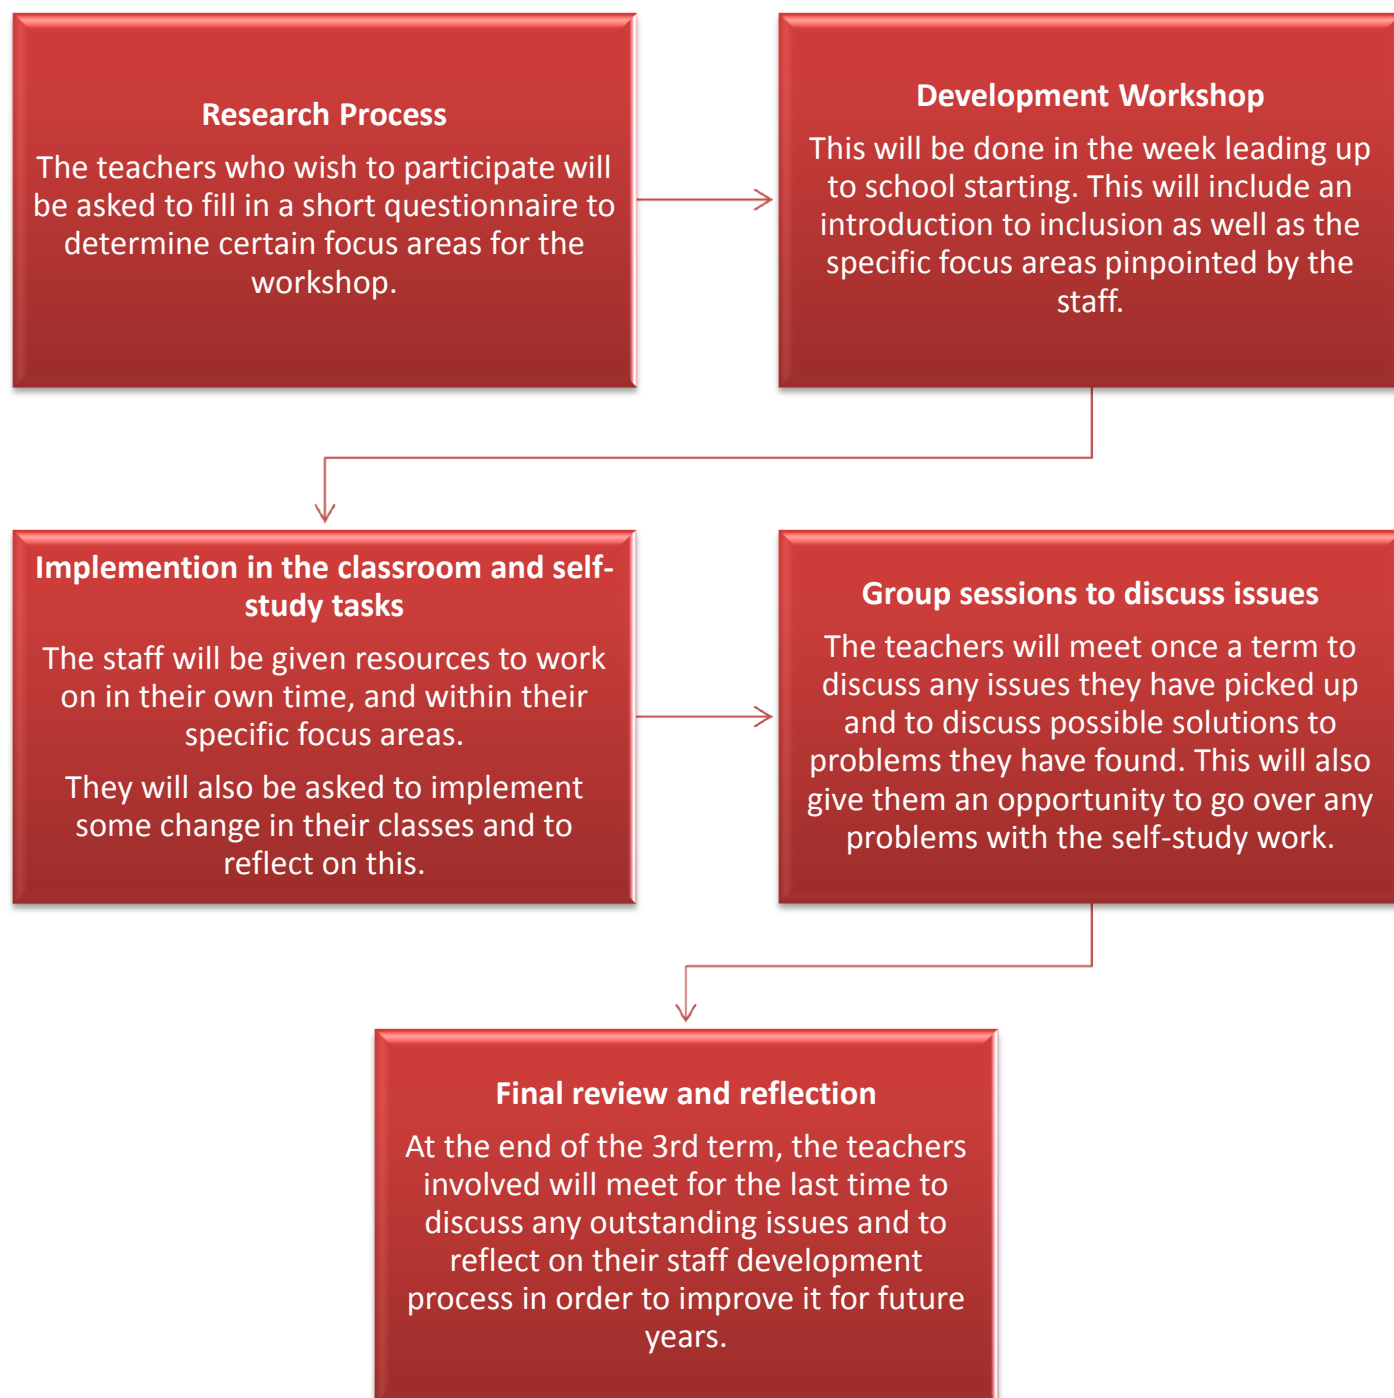 Research Process
The teachers who wish to participate will
be asked to fill in a short questionnaire to
determine certain focus areas for the
workshop.
Development Workshop
This will be done in the week leading up
to school starting. This will include an
introduction to inclusion as well as the
specific focus areas pinpointed by the
staff.
Implemention in the classroom and self-
study tasks
The staff will be given resources to work
on in their own time, and within their
specific focus areas.
They will also be asked to implement
some change in their classes and to
reflect on this.
Group sessions to discuss issues
The teachers will meet once a term to
discuss any issues they have picked up
and to discuss possible solutions to
problems they have found. This will also
give them an opportunity to go over any
problems with the self-study work.
Final review and reflection
At the end of the 3rd term, the teachers
involved will meet for the last time to
discuss any outstanding issues and to
reflect on their staff development
process in order to improve it for future
years.